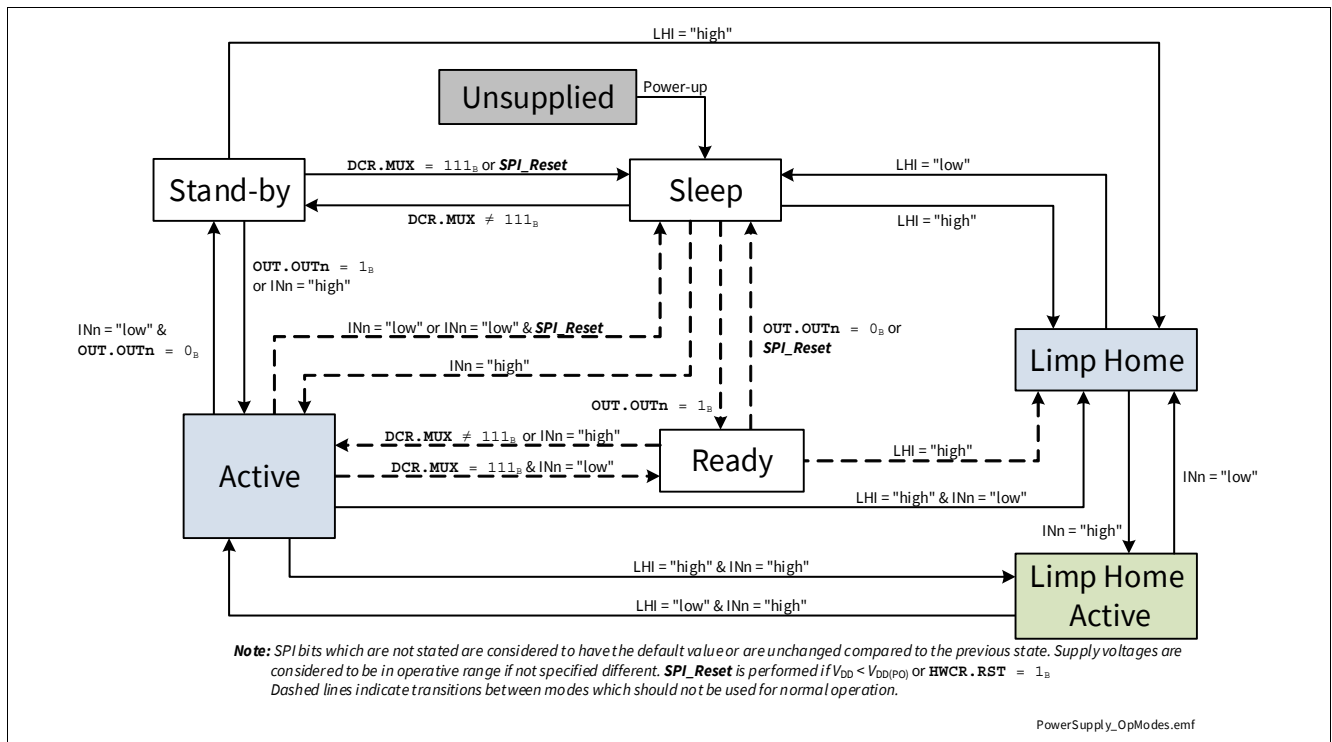 LHI = "high"
Unsupplied
Power-up
Stand-by
DCR.MUX = 111B or SPI_Reset
Sleep
LHI = "low"
DCR.MUX ≠ 111B
LHI = "high"
OUT.OUTn = 1B
or INn = "high"
INn = "low" &
OUT.OUTn = 0B
INn = "low" or INn = "low" & SPI_Reset
OUT.OUTn = 0B or
SPI_Reset
Limp Home
INn = "high"
OUT.OUTn = 1B
DCR.MUX ≠ 111B or INn = "high"
Active
DCR.MUX = 111B & INn = "low"
Ready
LHI = "high"
INn = "low"
LHI = "high" & INn = "low"
INn = "high"
LHI = "high" & INn = "high"
Limp Home
Active
LHI = "low" & INn = "high"
Note: SPI bits which are not stated are considered to have the default value or are unchanged compared to the previous state. Supply voltages are
considered to be in operative range if not specified different. SPI_Reset is performed if VDD < VDD(PO) or HWCR.RST = 1B
Dashed lines indicate transitions between modes which should not be used for normal operation.
PowerSupply_OpModes.emf